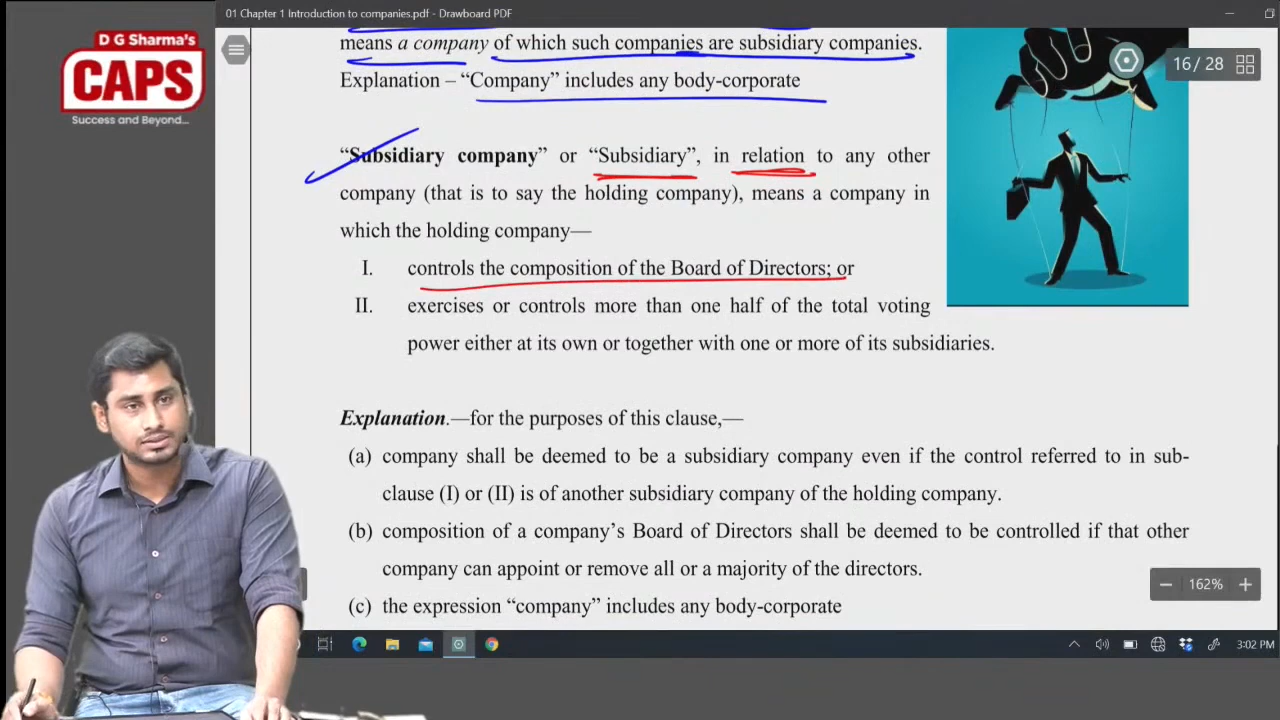 01 Chapter 1 Introduction to companies.pdf - Drawboard PDF
D G Sharma's
CAPS
Success and Beyond...
means a company of which such companies are subsidiary companies.
Explanation – “Company” includes any body-corporate
16 / 28
“Subsidiary company” or “Subsidiary”, in relation to any other
company (that is to say the holding company), means a company in
which the holding company—
I. controls the composition of the Board of Directors; or
II. exercises or controls more than one half of the total voting
power either at its own or together with one or more of its subsidiaries.
Explanation.—for the purposes of this clause,—
(a) company shall be deemed to be a subsidiary company even if the control referred to in sub-
clause (I) or (II) is of another subsidiary company of the holding company.
(b) composition of a company’s Board of Directors shall be deemed to be controlled if that other
company can appoint or remove all or a majority of the directors.
(c) the expression “company” includes any body-corporate
162%
3:02 PM